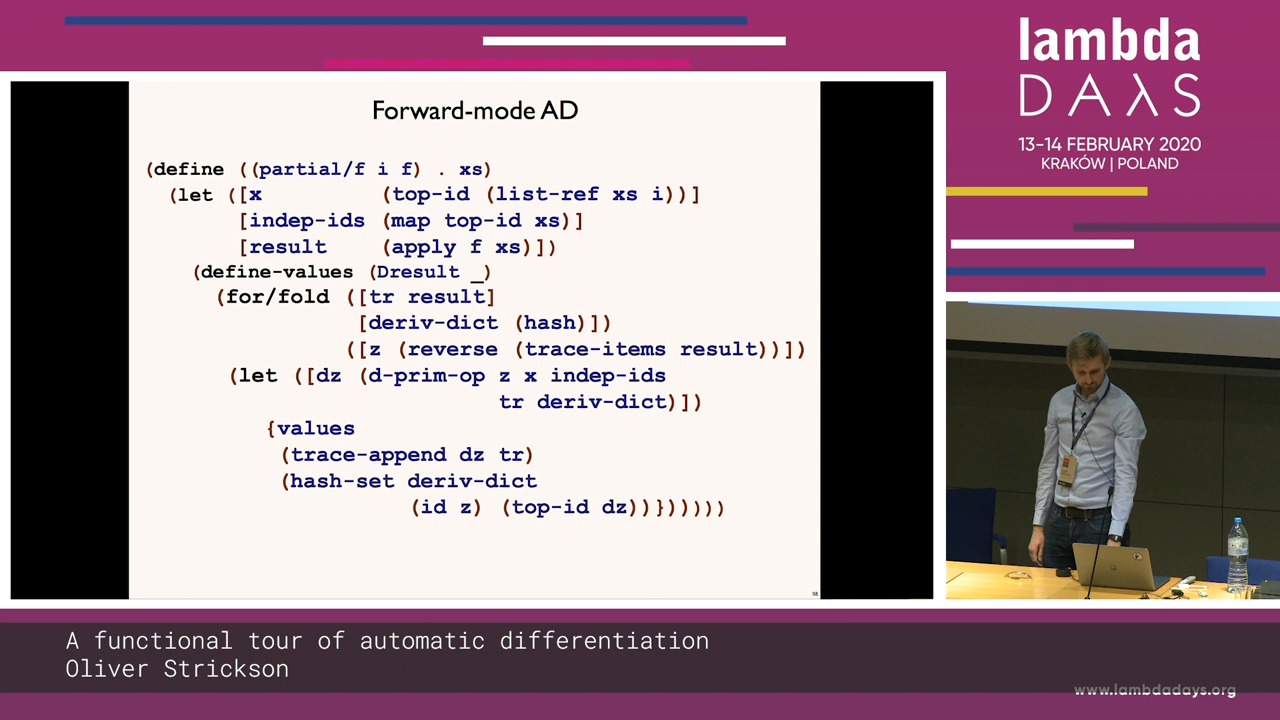 lambda
DAλS
13-14 FEBRUARY 2020
KRAKÓW | POLAND
Forward-mode AD
(define ((partial/f i f) . xs)
(let ([x (top-id (list-ref xs i))]
[indep-ids (map top-id xs)]
[result (apply f xs)])
(define-values (Dresult _)
(for/fold ([tr result]
[deriv-dict (hash)])
([z (reverse (trace-items result))])
(let ([dz (d-prim-op z x indep-ids
tr deriv-dict)])
{values
(trace-append dz tr)
(hash-set deriv-dict
(id z) (top-id dz))})))))
A functional tour of automatic differentiation
Oliver Strickson
www.lambdadays.org